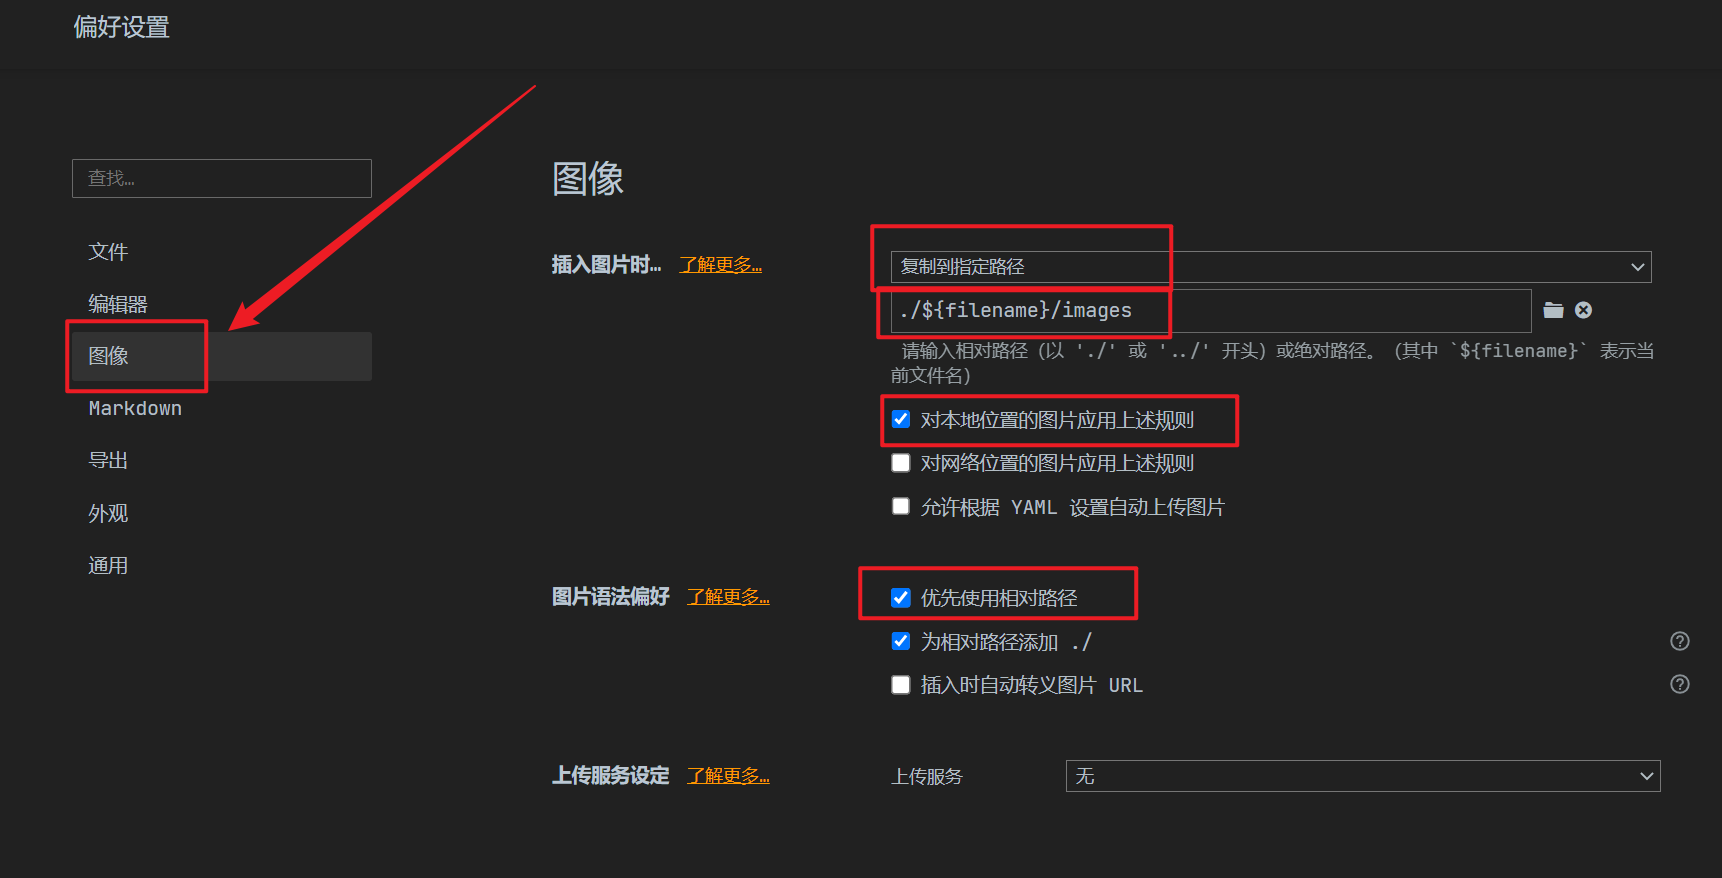 偏好设置
查找...
文件
编辑器
图像
Markdown
导出
外观
通用
图像
插入图片时... 了解更多...
复制到指定路径
./${filename}/images
请输入相对路径（以 './' 或 '../' 开头）或绝对路径。（其中 `${filename}` 表示当
前文件名）
对本地位置的图片应用上述规则
对网络位置的图片应用上述规则
允许根据 YAML 设置自动上传图片
图片语法偏好 了解更多...
优先使用相对路径
为相对路径添加 ./
插入时自动转义图片 URL
上传服务设定 了解更多...
上传服务 无